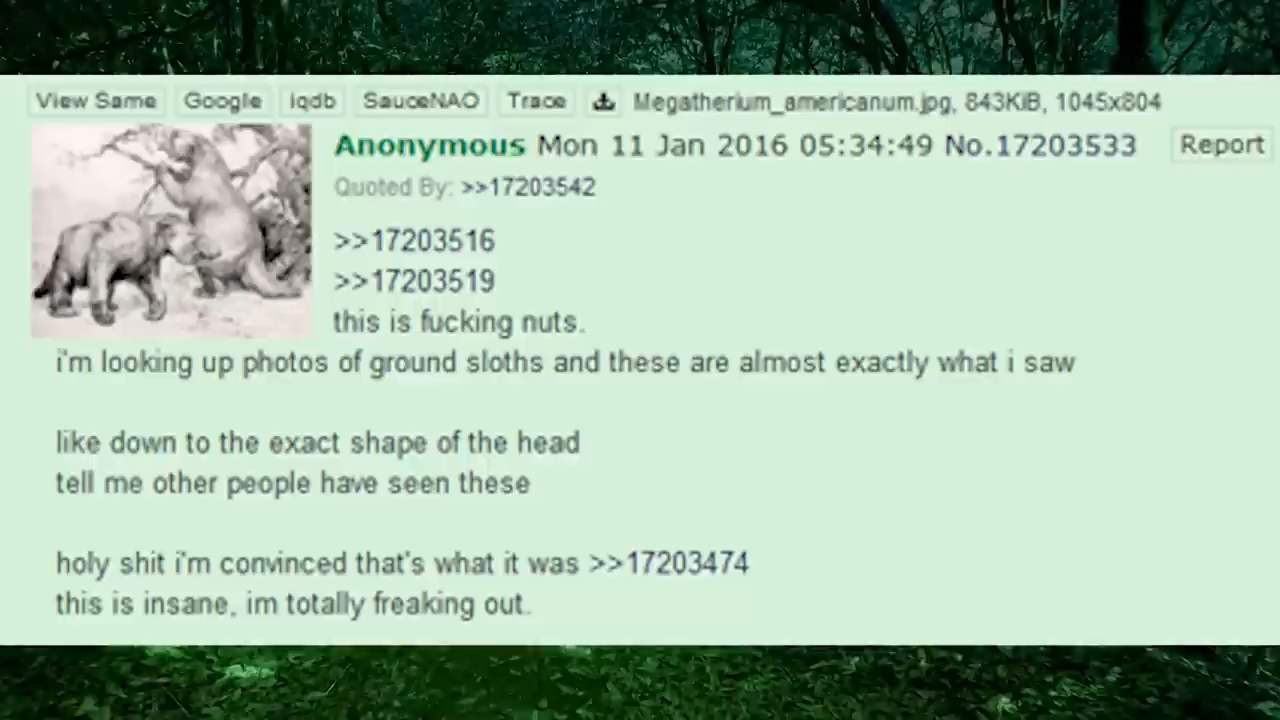 View Same Google iqdb SauceNAO Trace Megatherium_americanum.jpg, 843KiB, 1045x804
Anonymous Mon 11 Jan 2016 05:34:49 No.17203533 Report
Quoted By: >>17203542
>>17203516
>>17203519
this is fucking nuts.
i'm looking up photos of ground sloths and these are almost exactly what i saw
like down to the exact shape of the head
tell me other people have seen these
holy shit i'm convinced that's what it was >>17203474
this is insane, im totally freaking out.